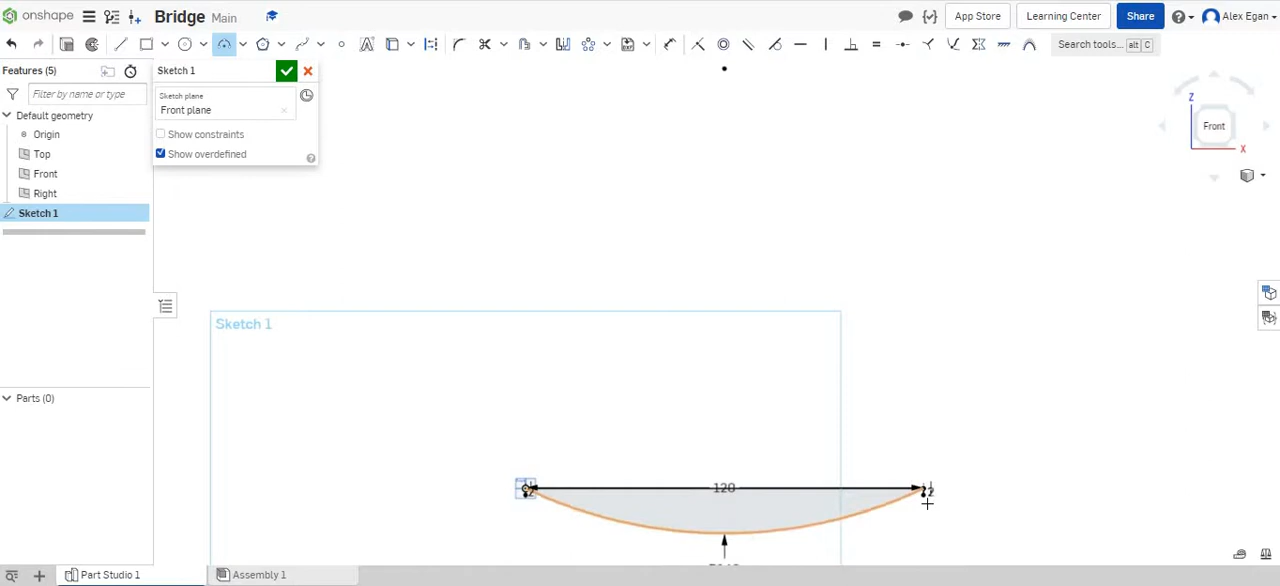 onshape Bridge Main App Store Learning Center Share Alex Egan
Search tools... alt C
Features (5) Sketch 1
Filter by name or type Sketch plane
Front plane
Default geometry
Origin Show constraints
Top Show overdefined
Front
Right
Sketch 1
Z
Front
X
Sketch 1
Parts (0)
120
Part Studio 1 Assembly 1